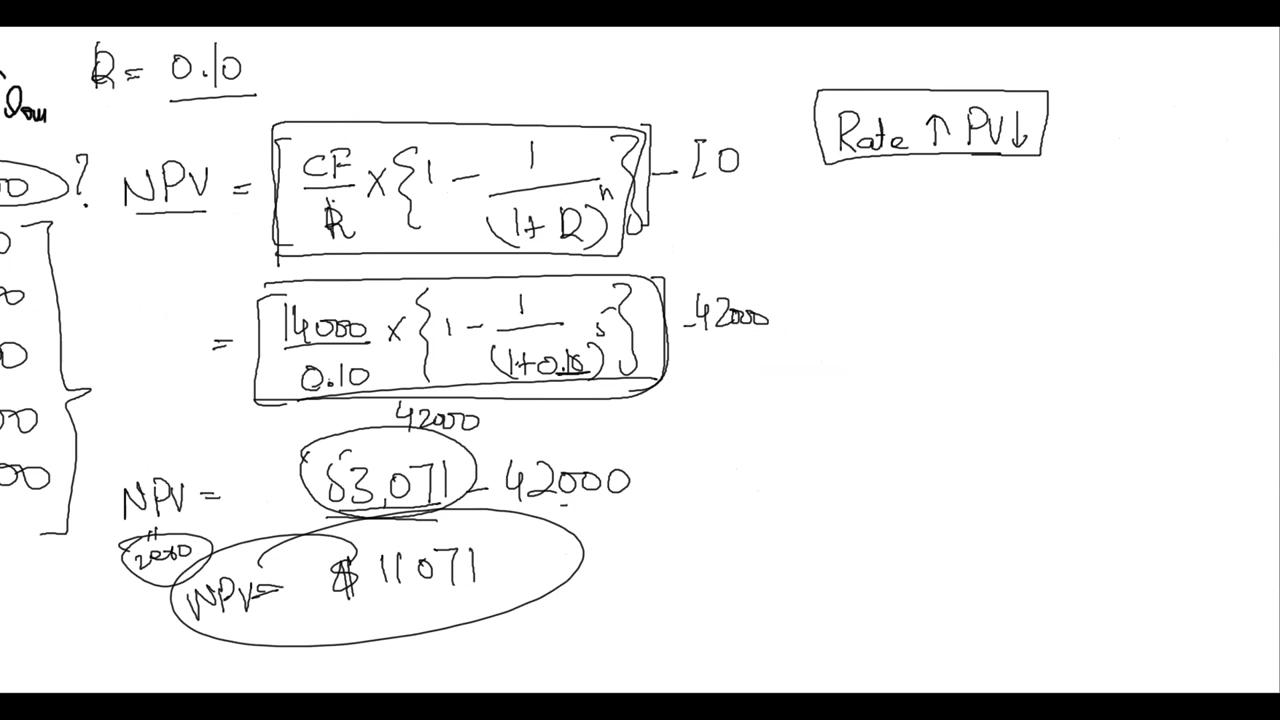 R = 0.10
Rate ↑ PV↓
? NPV = [CF/R × {1 - 1/(1+R)^n}] - IO
= [14000/0.10 × {1 - 1/(1+0.10)^5}] - 42000
42000
NPV = 53,071 - 42000
zero
NPV = $11071